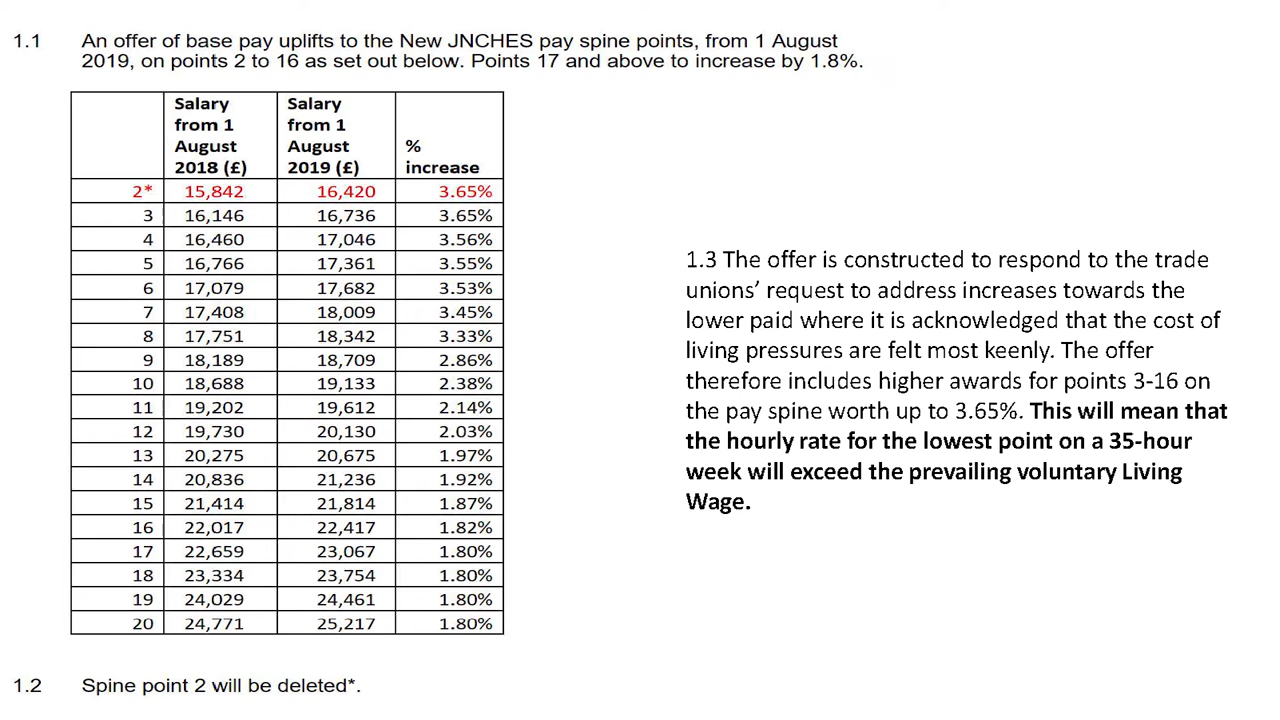 1.1 An offer of base pay uplifts to the New JNCHES pay spine points, from 1 August
2019, on points 2 to 16 as set out below. Points 17 and above to increase by 1.8%.
Salary from 1 August 2018 (£) Salary from 1 August 2019 (£) % increase
2* 15,842 16,420 3.65%
3 16,146 16,736 3.65%
4 16,460 17,046 3.56%
5 16,766 17,361 3.55%
6 17,079 17,682 3.53%
7 17,408 18,009 3.45%
8 17,751 18,342 3.33%
9 18,189 18,709 2.86%
10 18,688 19,133 2.38%
11 19,202 19,612 2.14%
12 19,730 20,130 2.03%
13 20,275 20,675 1.97%
14 20,836 21,236 1.92%
15 21,414 21,814 1.87%
16 22,017 22,417 1.82%
17 22,659 23,067 1.80%
18 23,334 23,754 1.80%
19 24,029 24,461 1.80%
20 24,771 25,217 1.80%
1.2 Spine point 2 will be deleted*.
1.3 The offer is constructed to respond to the trade
unions’ request to address increases towards the
lower paid where it is acknowledged that the cost of
living pressures are felt most keenly. The offer
therefore includes higher awards for points 3-16 on
the pay spine worth up to 3.65%. This will mean that
the hourly rate for the lowest point on a 35-hour
week will exceed the prevailing voluntary Living
Wage.